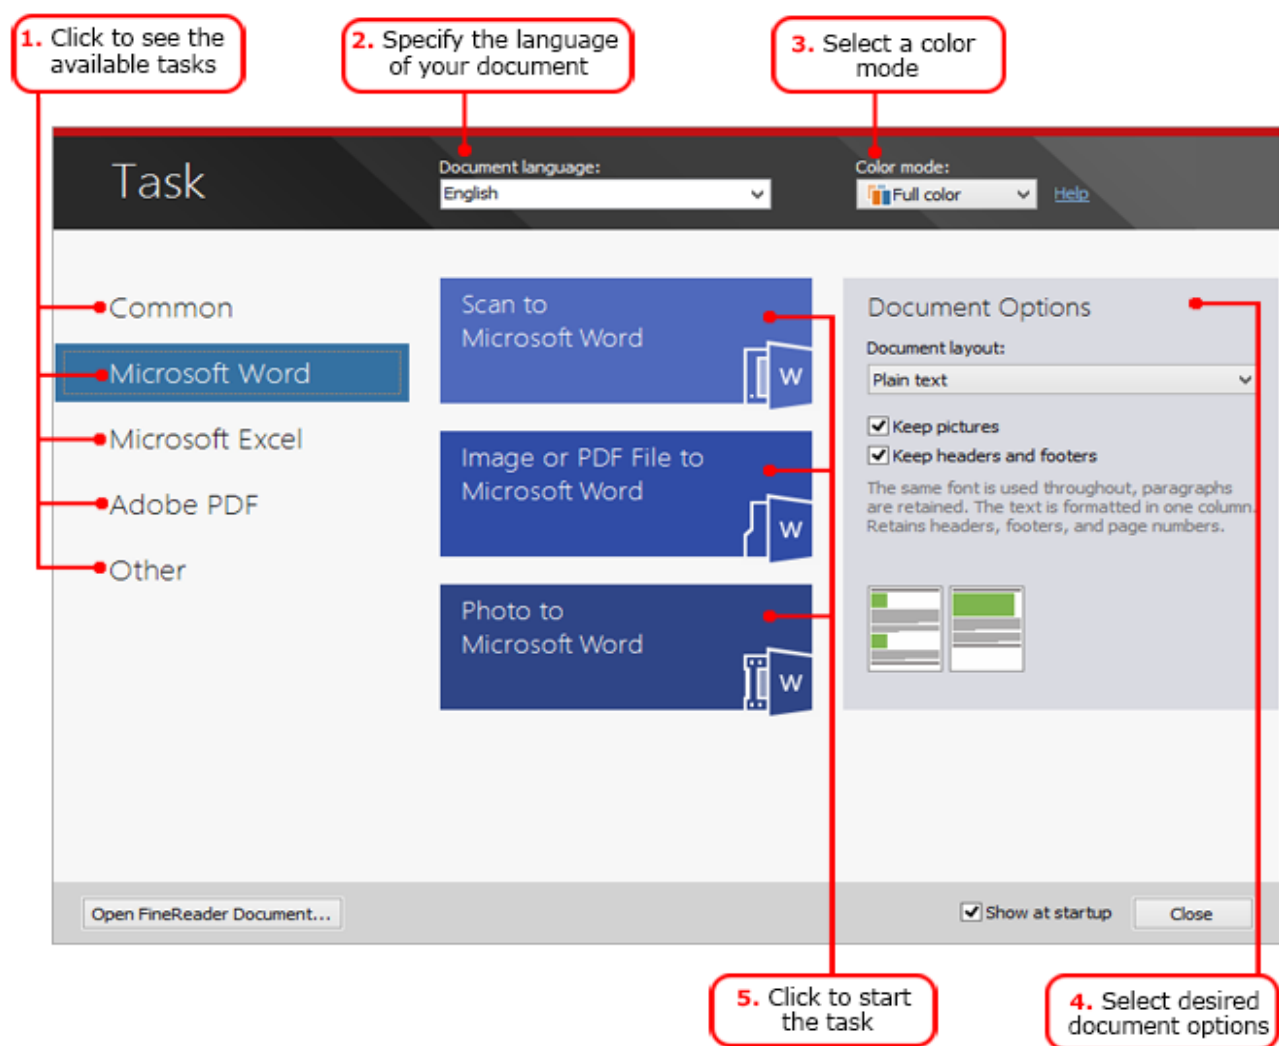 1. Click to see the
available tasks
2. Specify the language
of your document
3. Select a color
mode
Task
Document language:
English
Color mode:
Full color
Help
Common
Microsoft Word
Microsoft Excel
Adobe PDF
Other
Scan to
Microsoft Word
W
Image or PDF File to
Microsoft Word
W
Photo to
Microsoft Word
W
Document Options
Document layout:
Plain text
Keep pictures
Keep headers and footers
The same font is used throughout, paragraphs
are retained. The text is formatted in one column.
Retains headers, footers, and page numbers.
Open FineReader Document...
Show at startup
Close
5. Click to start
the task
4. Select desired
document options